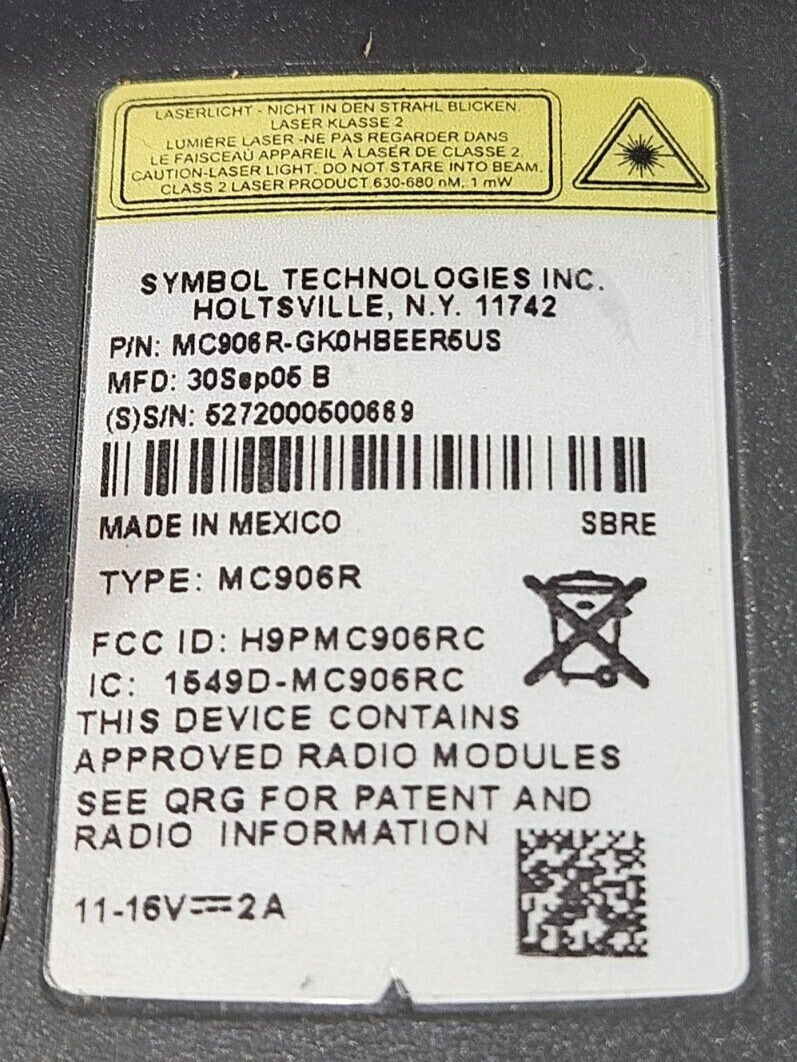 LASERLICHT - NICHT IN DEN STRAHL BLICKEN.
LASER KLASSE 2
LUMIÈRE LASER -NE PAS REGARDER DANS
LE FAISCEAU APPAREIL À LASER DE CLASSE 2.
CAUTION-LASER LIGHT. DO NOT STARE INTO BEAM.
CLASS 2 LASER PRODUCT 630-680 nM, 1 mW
SYMBOL TECHNOLOGIES INC.
HOLTSVILLE, N.Y. 11742
P/N: MC906R-GK0HBEER5US
MFD: 30Sep05 B
(S)S/N: 5272000500669
MADE IN MEXICO SBRE
TYPE: MC906R
FCC ID: H9PMC906RC
IC: 1549D-MC906RC
THIS DEVICE CONTAINS
APPROVED RADIO MODULES
SEE QRG FOR PATENT AND
RADIO INFORMATION
11-16V⎓2A